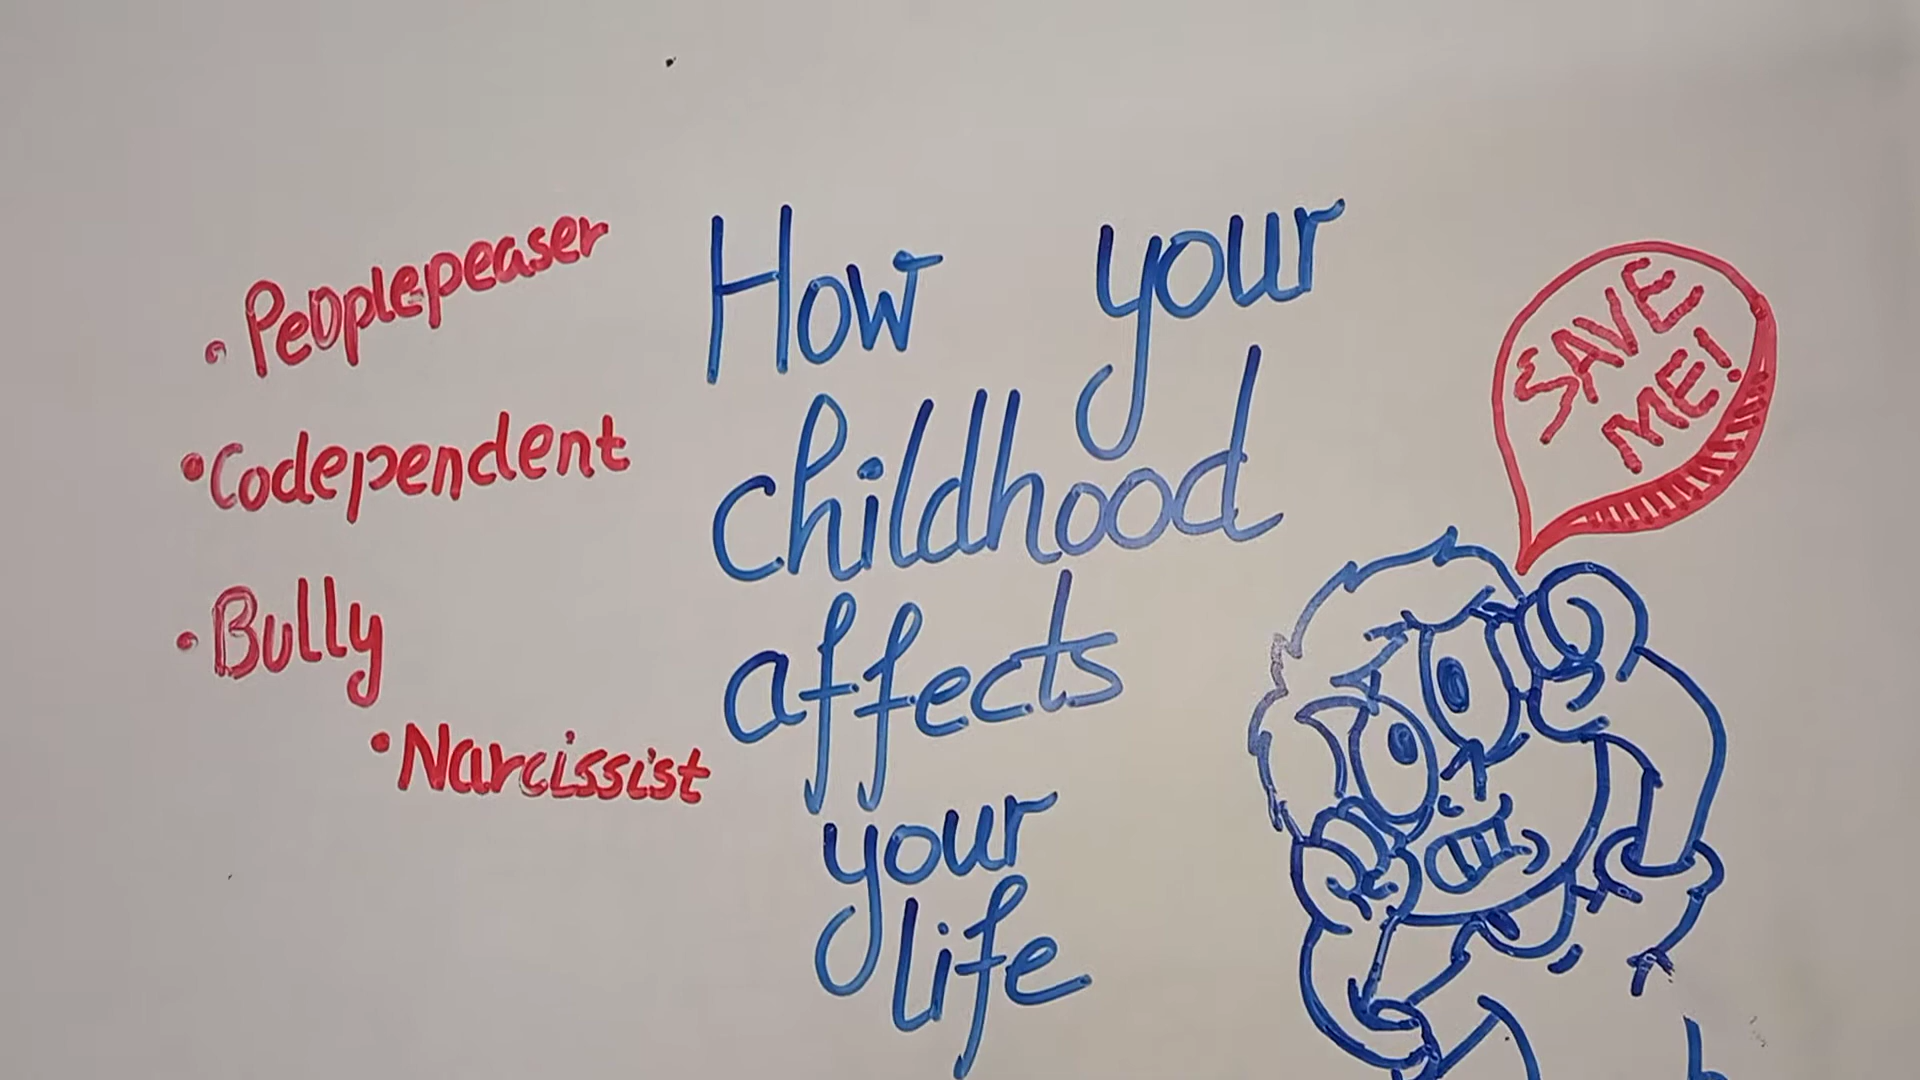 • Peoplepeaser
• Codependent
• Bully
• Narcissist
How your
childhood
affects
your
life
SAVE
ME!